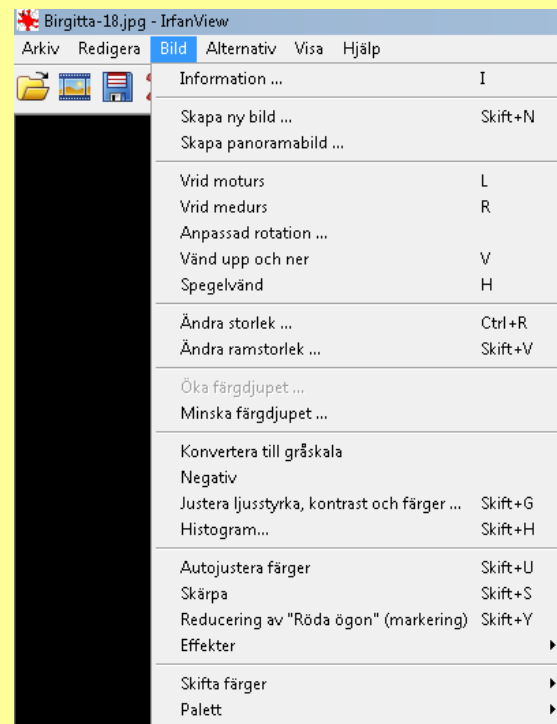 Birgitta-18.jpg - IrfanView
Arkiv Redigera Bild Alternativ Visa Hjälp
Information ... I
Skapa ny bild ... Skift+N
Skapa panoramabild ...
Vrid moturs L
Vrid medurs R
Anpassad rotation ...
Vänd upp och ner V
Spegelvänd H
Ändra storlek ... Ctrl+R
Ändra ramstorlek ... Skift+V
Öka färgdjupet ...
Minska färgdjupet ...
Konvertera till gråskala
Negativ
Justera ljusstyrka, kontrast och färger ... Skift+G
Histogram... Skift+H
Autojustera färger Skift+U
Skärpa Skift+S
Reducering av "Röda ögon" (markering) Skift+Y
Effekter
Skifta färger
Palett